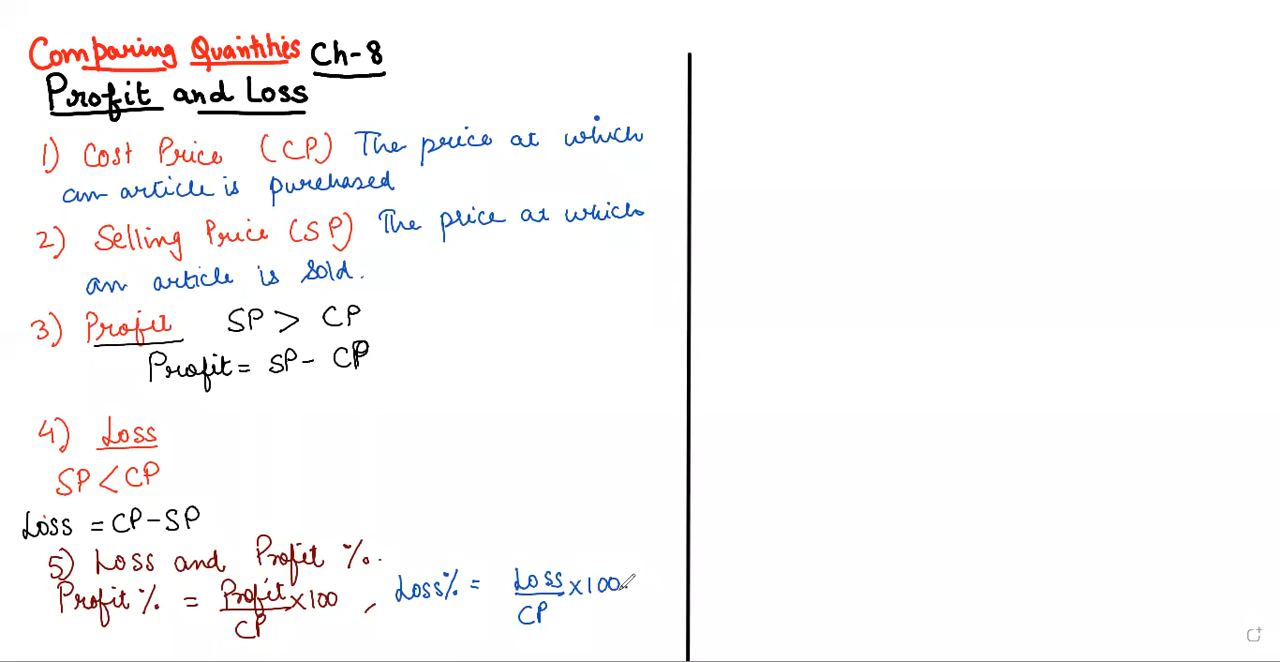 Comparing Quantities Ch-8
Profit and Loss
1) Cost Price (CP) The price at which
an article is purchased
2) Selling Price (SP) The price at which
an article is sold.
3) Profit SP > CP
Profit = SP - CP
4) Loss
SP < CP
Loss = CP - SP
5) Loss and Profit %.
Profit % = Profit/CP × 100 , Loss% = Loss/CP × 100